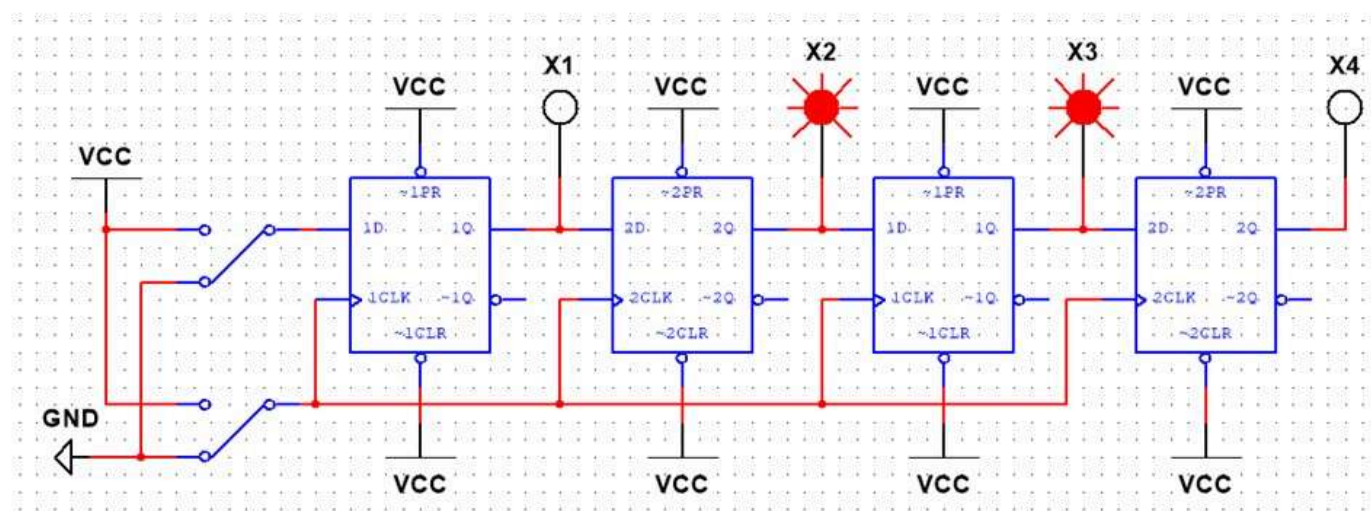 X1
X2
X3
X4
VCC
VCC
VCC
VCC
VCC
~1PR
~2PR
~1PR
~2PR
1D
1Q
2D
2Q
1D
1Q
2D
2Q
1CLK
~1Q
2CLK
~2Q
1CLK
~1Q
2CLK
~2Q
~1CLR
~2CLR
~1CLR
~2CLR
GND
VCC
VCC
VCC
VCC